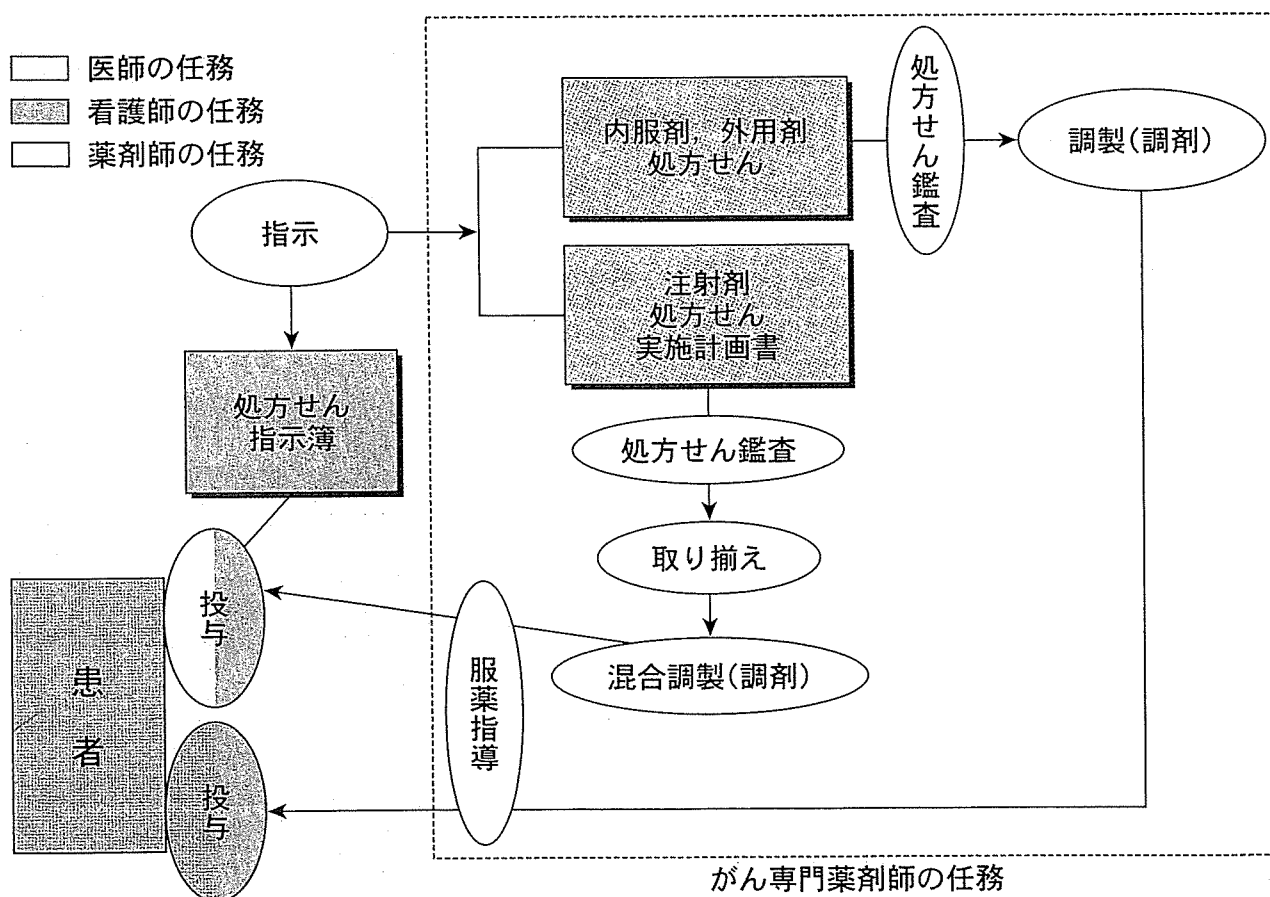 医師の任務
看護師の任務
薬剤師の任務
指示
内服剤，外用剤
処方せん
処方せん鑑査
調製(調剤)
注射剤
処方せん
実施計画書
処方せん
指示簿
処方せん鑑査
取り揃え
混合調製(調剤)
服薬指導
投与
投与
患者
がん専門薬剤師の任務